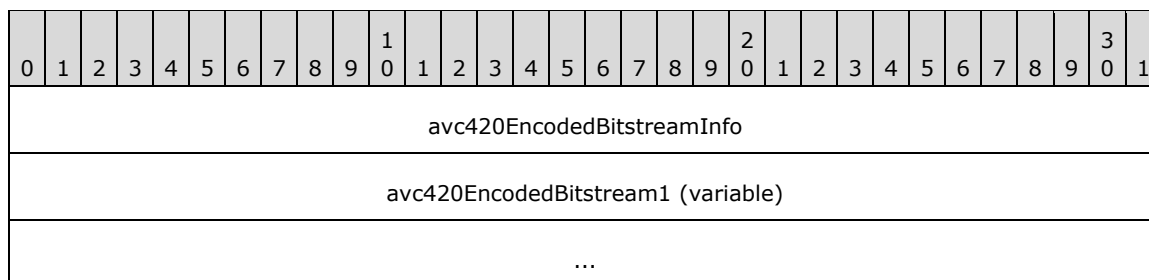 1 2 3
0 1 2 3 4 5 6 7 8 9 0 1 2 3 4 5 6 7 8 9 0 1 2 3 4 5 6 7 8 9 0 1
avc420EncodedBitstreamInfo
avc420EncodedBitstream1 (variable)
...